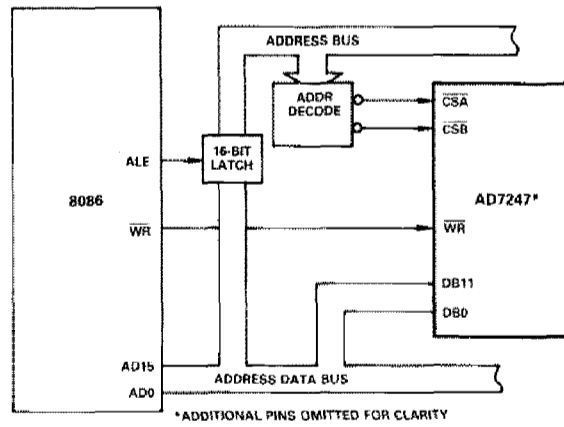 ADDRESS BUS
ADDR
DECODE
CSA
CSB
16-BIT
LATCH
ALE
8086
AD7247*
WR
WR
DB11
DB0
AD15
ADDRESS DATA BUS
AD0
*ADDITIONAL PINS OMITTED FOR CLARITY